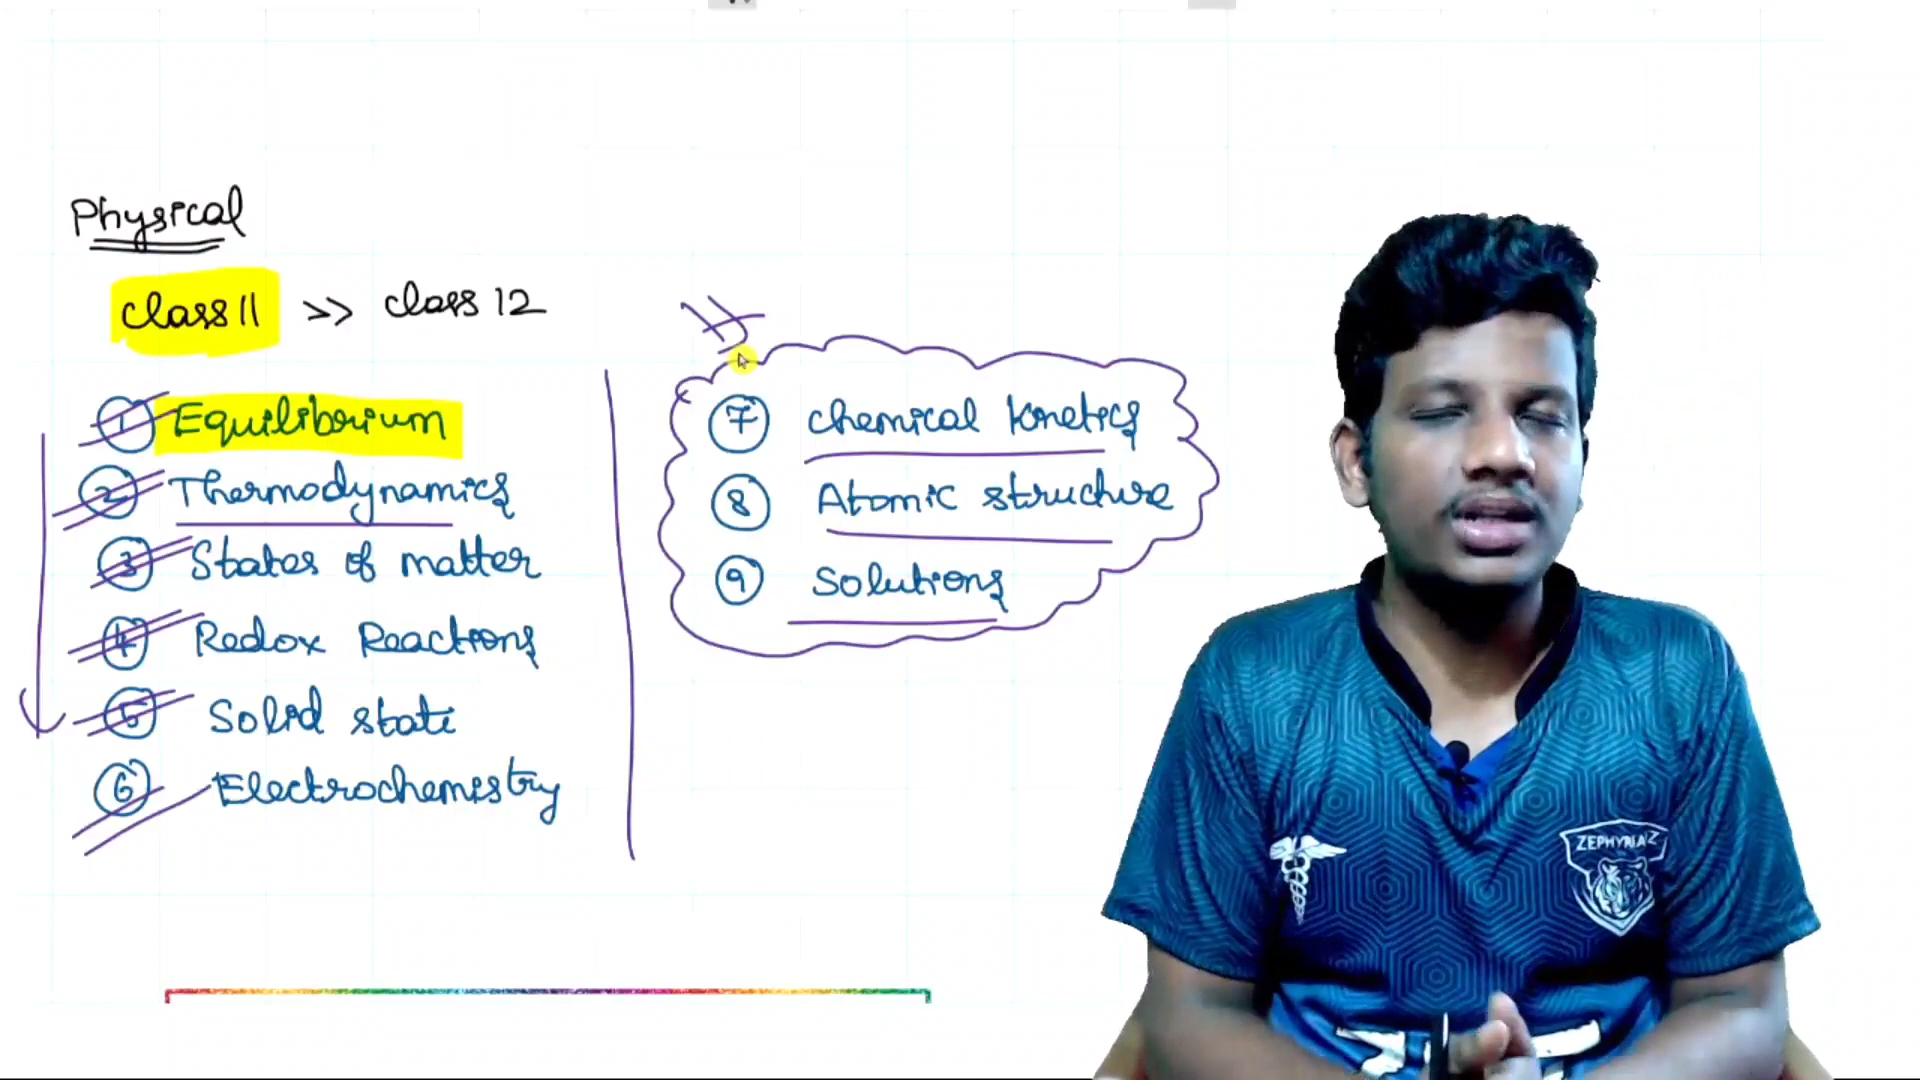 Physical
class 11 >> class 12
1 Equilibrium
2 Thermodynamics
3 States of matter
4 Redox Reactions
5 Solid state
6 Electrochemistry
7 chemical kinetics
8 Atomic structure
9 Solutions
ZEPHYRIA'Z